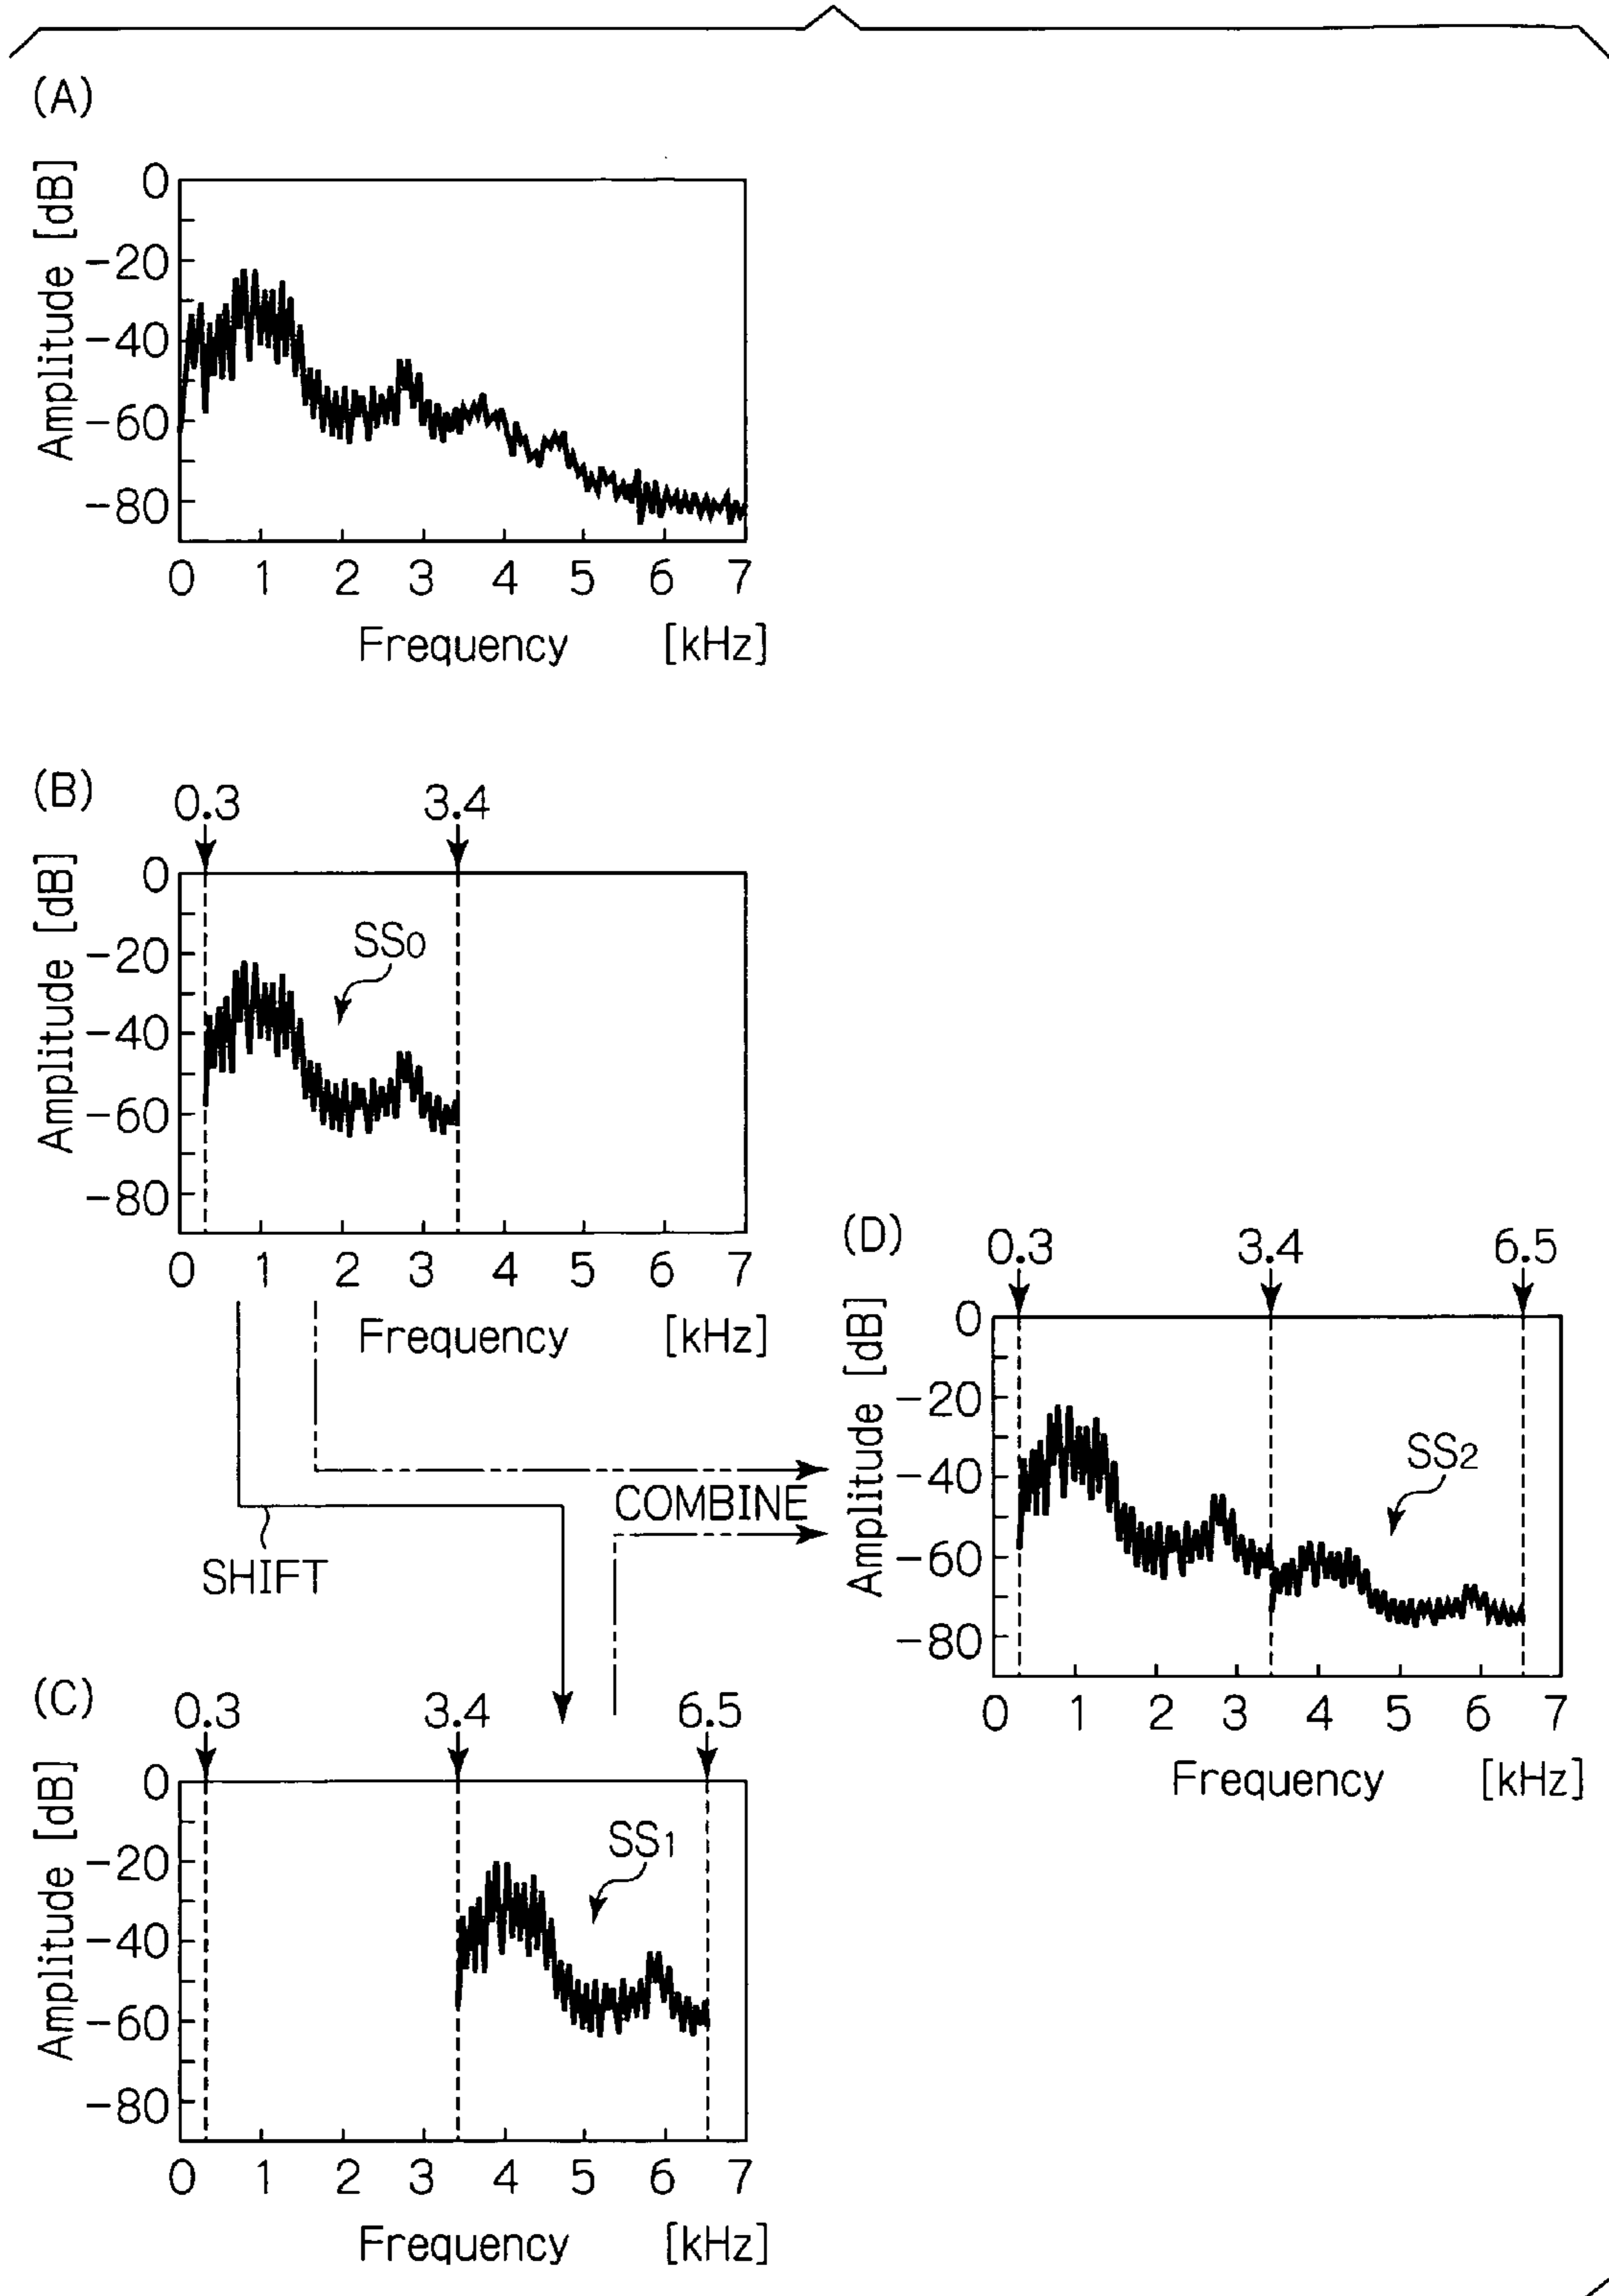 (A)
Amplitude [dB]
0
-20
-40
-60
-80
0 1 2 3 4 5 6 7
Frequency [kHz]
(B)
0.3 3.4
Amplitude [dB]
0
-20
-40
-60
-80
SS0
0 1 2 3 4 5 6 7
Frequency [kHz]
SHIFT
COMBINE
(C)
0.3 3.4 6.5
Amplitude [dB]
0
-20
-40
-60
-80
SS1
0 1 2 3 4 5 6 7
Frequency [kHz]
(D)
0.3 3.4 6.5
Amplitude [dB]
0
-20
-40
-60
-80
SS2
0 1 2 3 4 5 6 7
Frequency [kHz]